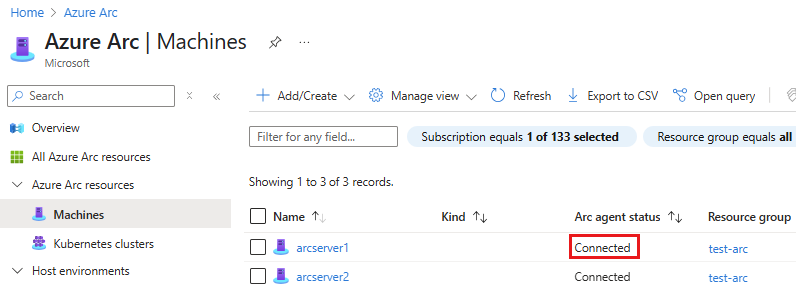 Home > Azure Arc
Azure Arc | Machines ...
Microsoft
Search
Add/Create Manage view Refresh Export to CSV Open query
Overview
Filter for any field... Subscription equals 1 of 133 selected Resource group equals all
All Azure Arc resources
Azure Arc resources
Showing 1 to 3 of 3 records.
Machines
Name Kind Arc agent status Resource group
Kubernetes clusters
arcserver1 Connected test-arc
Host environments
arcserver2 Connected test-arc